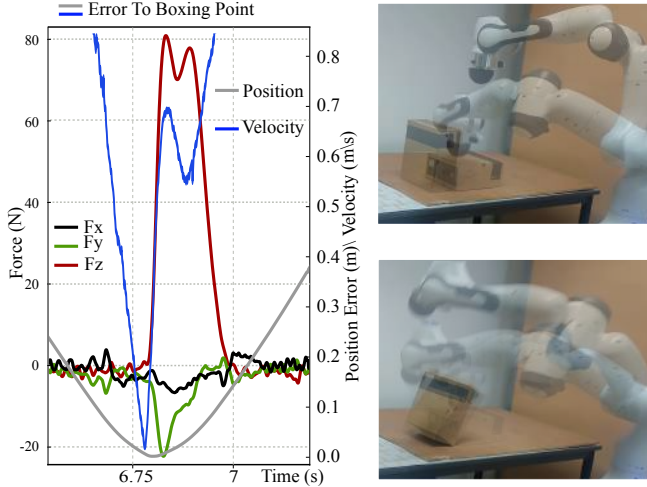 Error To Boxing Point
80
60
40
20
0
-20
Force (N)
Position
Velocity
Fx
Fy
Fz
0.8
0.7
0.6
0.5
0.4
0.3
0.2
0.1
0.0
Position Error (m)\ Velocity (m\s)
6.75
7
Time (s)